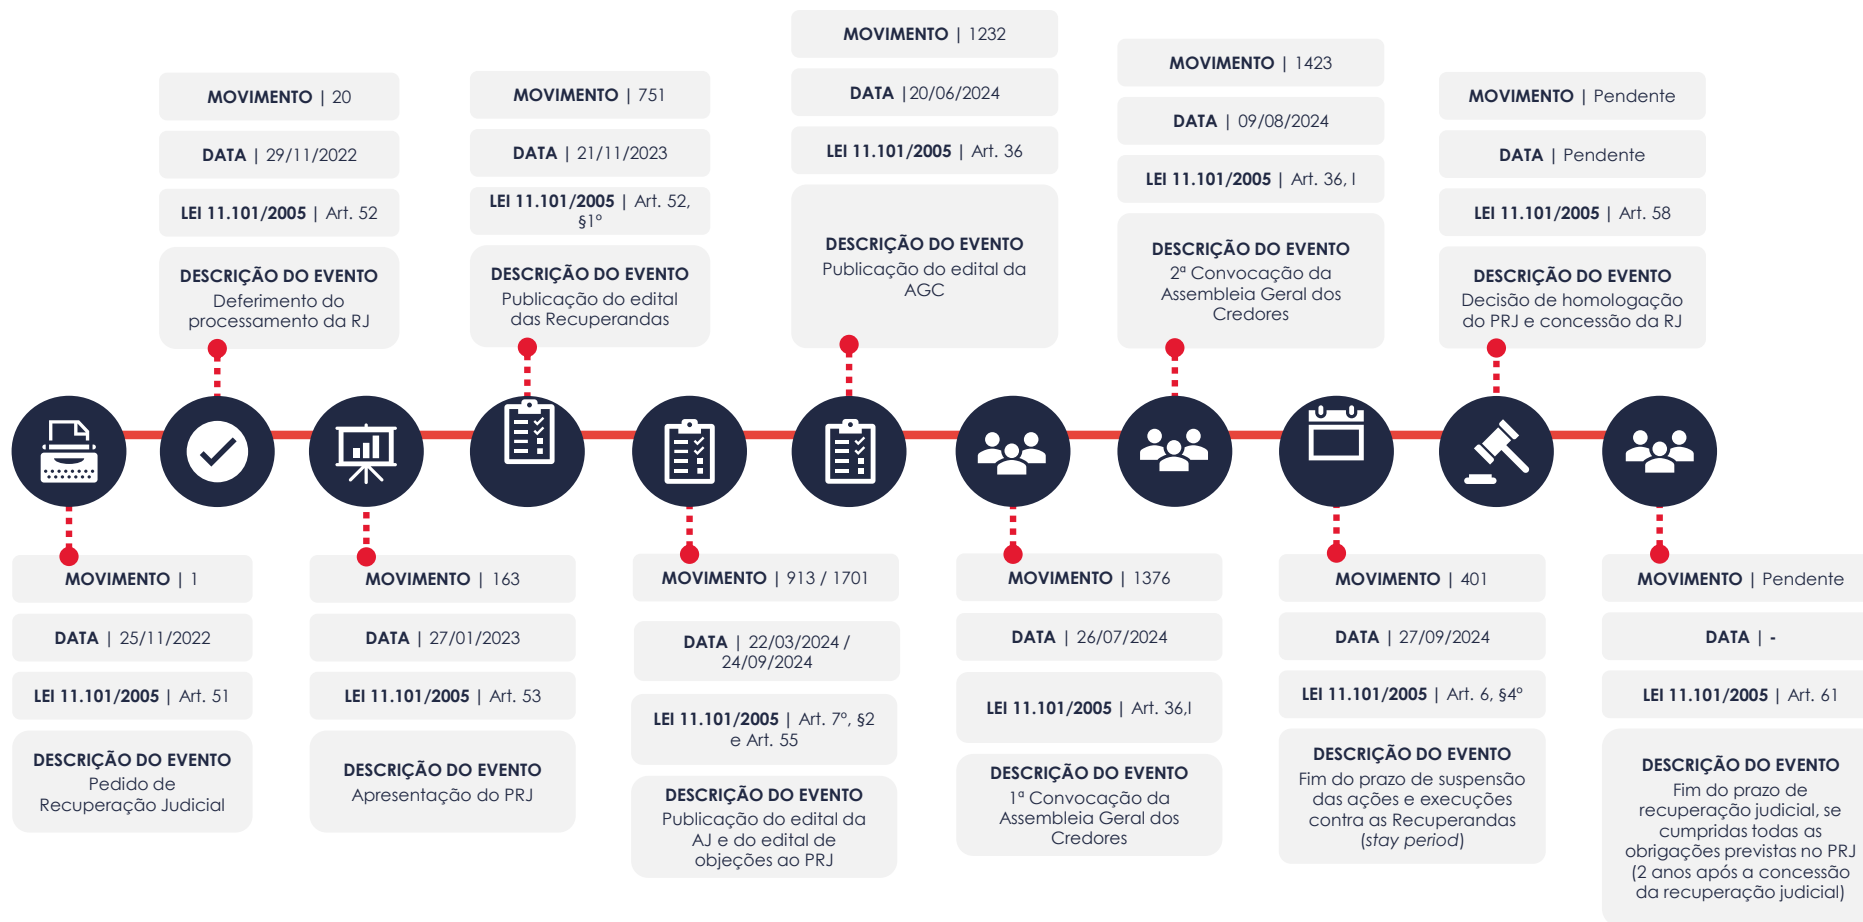 MOVIMENTO | 1
DATA | 25/11/2022
LEI 11.101/2005 | Art. 51
DESCRIÇÃO DO EVENTO
Pedido de
Recuperação Judicial
MOVIMENTO | 20
DATA | 29/11/2022
LEI 11.101/2005 | Art. 52
DESCRIÇÃO DO EVENTO
Deferimento do
processamento da RJ
MOVIMENTO | 163
DATA | 27/01/2023
LEI 11.101/2005 | Art. 53
DESCRIÇÃO DO EVENTO
Apresentação do PRJ
MOVIMENTO | 751
DATA | 21/11/2023
LEI 11.101/2005 | Art. 52,
§1º
DESCRIÇÃO DO EVENTO
Publicação do edital
das Recuperandas
MOVIMENTO | 913 / 1701
DATA | 22/03/2024 /
24/09/2024
LEI 11.101/2005 | Art. 7º, §2
e Art. 55
DESCRIÇÃO DO EVENTO
Publicação do edital da
AJ e do edital de
objeções ao PRJ
MOVIMENTO | 1232
DATA |20/06/2024
LEI 11.101/2005 | Art. 36
DESCRIÇÃO DO EVENTO
Publicação do edital da
AGC
MOVIMENTO | 1376
DATA | 26/07/2024
LEI 11.101/2005 | Art. 36,I
DESCRIÇÃO DO EVENTO
1ª Convocação da
Assembleia Geral dos
Credores
MOVIMENTO | 1423
DATA | 09/08/2024
LEI 11.101/2005 | Art. 36, I
DESCRIÇÃO DO EVENTO
2ª Convocação da
Assembleia Geral dos
Credores
MOVIMENTO | 401
DATA | 27/09/2024
LEI 11.101/2005 | Art. 6, §4º
DESCRIÇÃO DO EVENTO
Fim do prazo de suspensão
das ações e execuções
contra as Recuperandas
(stay period)
MOVIMENTO | Pendente
DATA | Pendente
LEI 11.101/2005 | Art. 58
DESCRIÇÃO DO EVENTO
Decisão de homologação
do PRJ e concessão da RJ
MOVIMENTO | Pendente
DATA | -
LEI 11.101/2005 | Art. 61
DESCRIÇÃO DO EVENTO
Fim do prazo de
recuperação judicial, se
cumpridas todas as
obrigações previstas no PRJ
(2 anos após a concessão
da recuperação judicial)